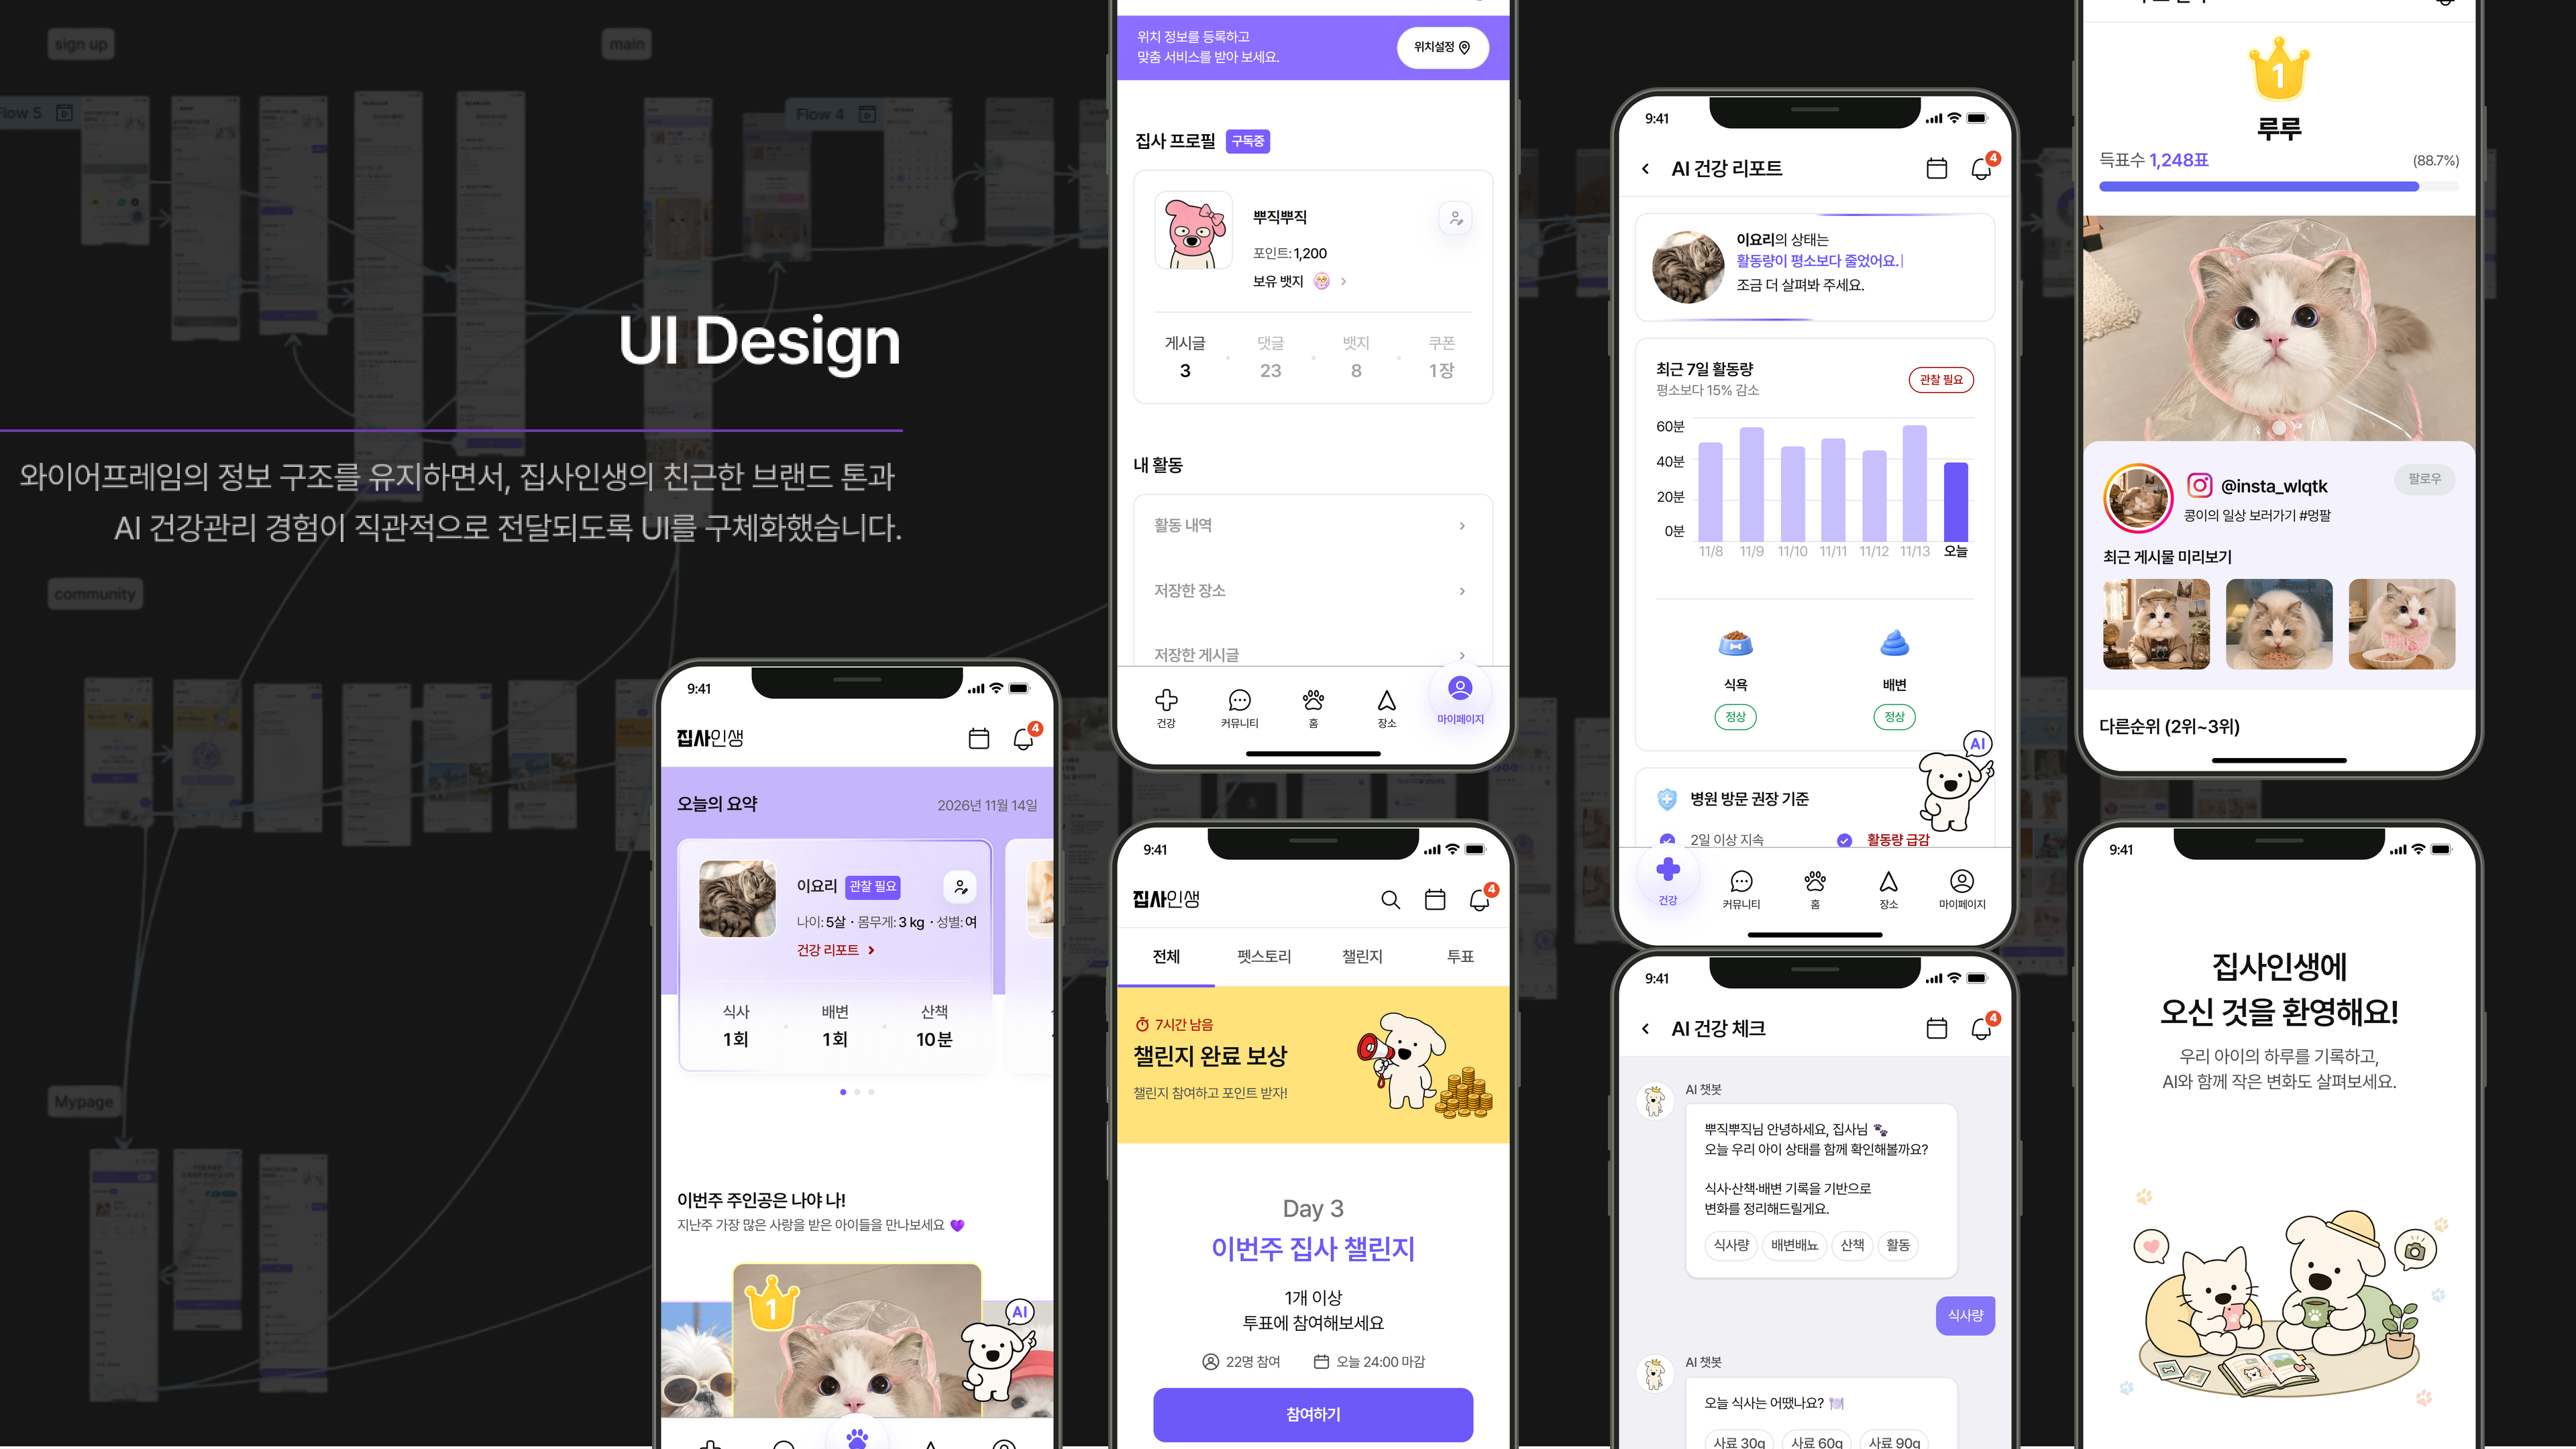 sign up
main
Flow 5
Flow 4
UI Design
와이어프레임의 정보 구조를 유지하면서, 집사인생의 친근한 브랜드 톤과
AI 건강관리 경험이 직관적으로 전달되도록 UI를 구체화했습니다.
community
Mypage
9:41
집사인생
4
오늘의 요약
2026년 11월 14일
이요리 관찰 필요
나이: 5살 · 몸무게: 3 kg · 성별: 여
건강 리포트
식사 배변 산책
1회 1회 10분
이번주 주인공은 나야 나!
지난주 가장 많은 사랑을 받은 아이들을 만나보세요 💜
1
AI
위치 정보를 등록하고
맞춤 서비스를 받아 보세요.
위치설정
집사 프로필 구독중
뿌직뿌직
포인트: 1,200
보유 뱃지
게시글 댓글 뱃지 쿠폰
3 23 8 1장
내 활동
활동 내역
저장한 장소
저장한 게시글
건강 커뮤니티 홈 장소 마이페이지
9:41
집사인생
4
전체 펫스토리 챌린지 투표
7시간 남음
챌린지 완료 보상
챌린지 참여하고 포인트 받자!
Day 3
이번주 집사 챌린지
1개 이상
투표에 참여해보세요
22명 참여 오늘 24:00 마감
참여하기
9:41
AI 건강 리포트
4
이요리의 상태는
활동량이 평소보다 줄었어요.|
조금 더 살펴봐 주세요.
최근 7일 활동량
평소보다 15% 감소
관찰 필요
60분
40분
20분
0분
11/8 11/9 11/10 11/11 11/12 11/13 오늘
식욕 배변
정상 정상
AI
병원 방문 권장 기준
2일 이상 지속 활동량 급감
건강 커뮤니티 홈 장소 마이페이지
9:41
AI 건강 체크
4
AI 챗봇
뿌직뿌직님 안녕하세요, 집사님 🐾
오늘 우리 아이 상태를 함께 확인해볼까요?
식사·산책·배변 기록을 기반으로
변화를 정리해드릴게요.
식사량 배변배뇨 산책 활동
식사량
AI 챗봇
오늘 식사는 어땠나요? 🍽️
사료 30g 사료 60g 사료 90g
1
루루
득표수 1,248표 (88.7%)
@insta_wlqtk
팔로우
콩이의 일상 보러가기 #멍팔
최근 게시물 미리보기
다른순위 (2위~3위)
9:41
집사인생에
오신 것을 환영해요!
우리 아이의 하루를 기록하고,
AI와 함께 작은 변화도 살펴보세요.